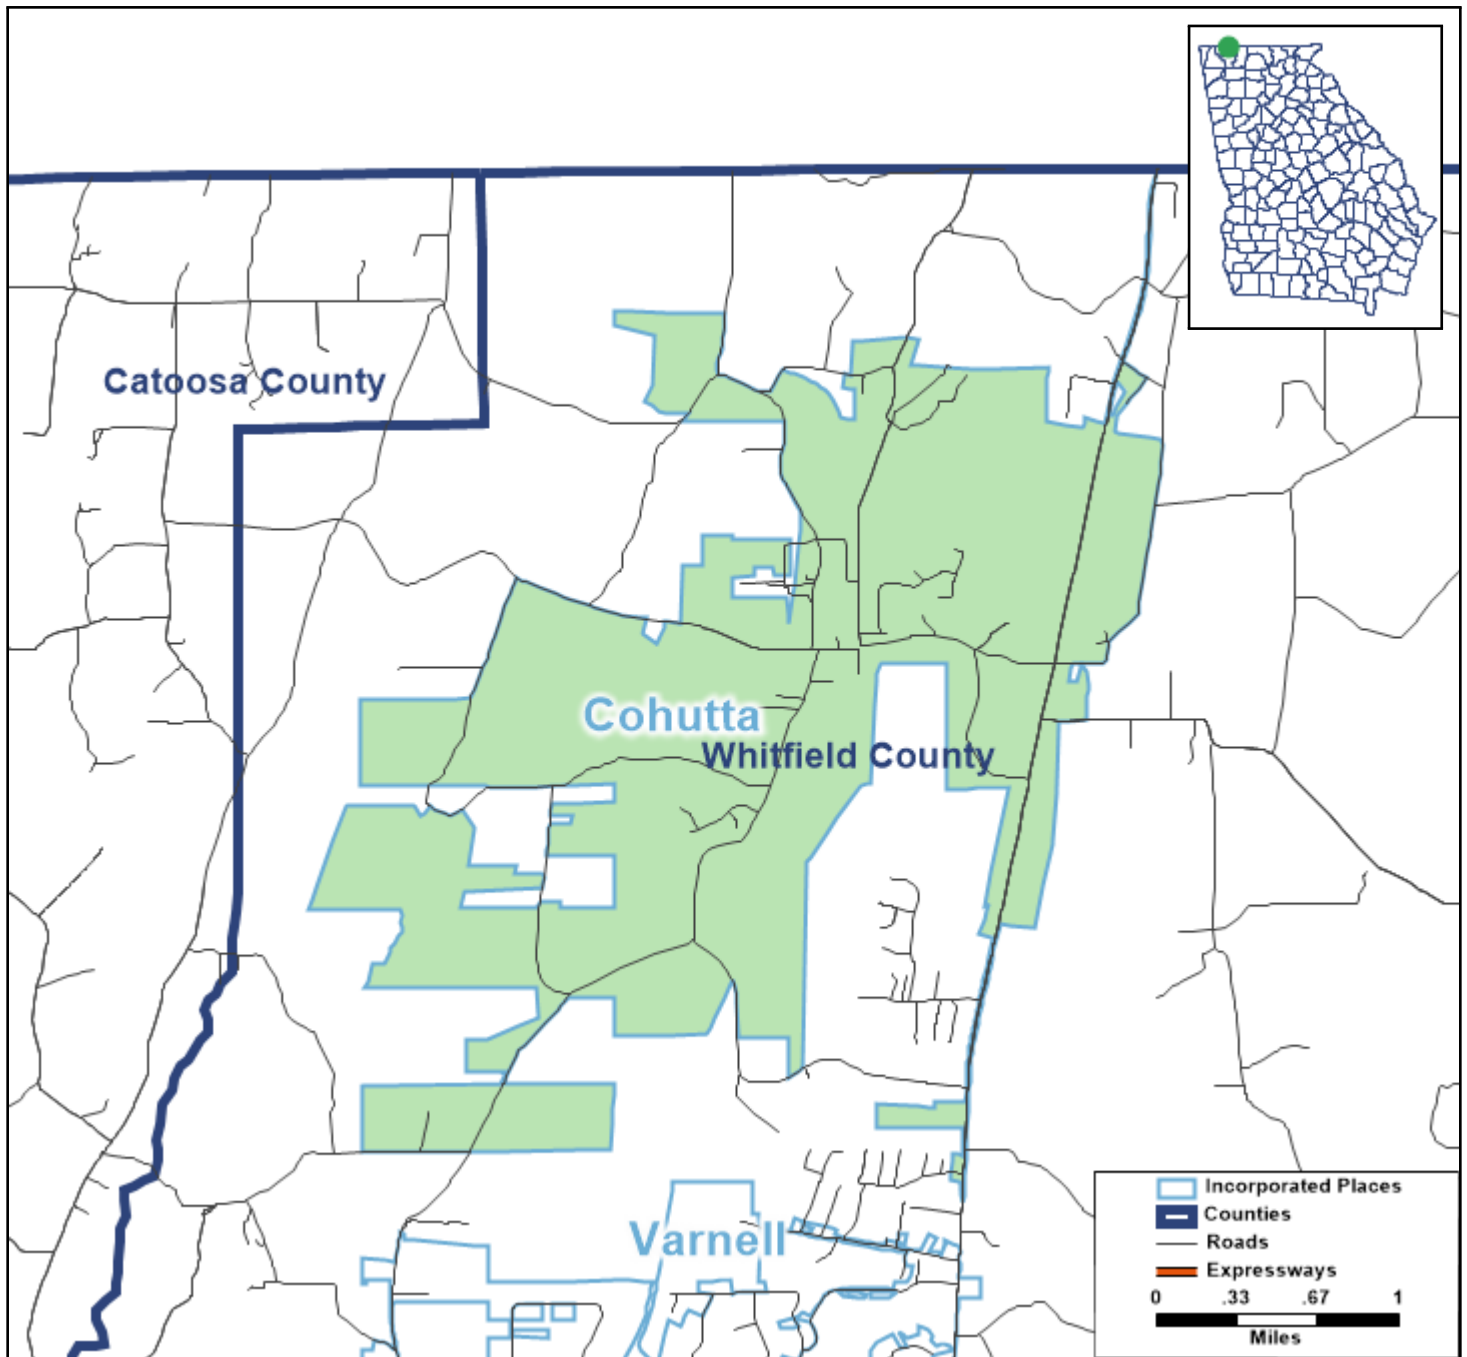 Catoosa County
Cohutta
Whitfield County
Varnell
Incorporated Places
Counties
Roads
Expressways
0 .33 .67 1
Miles